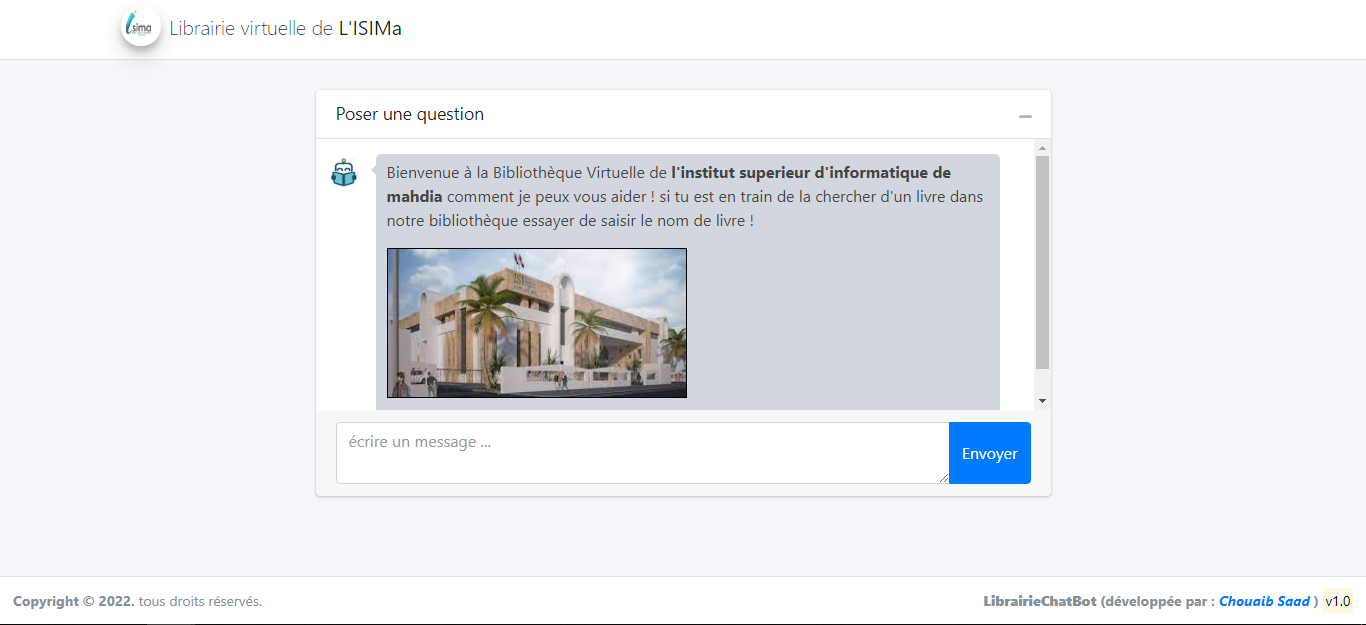 isima
Librairie virtuelle de L'ISIMa
Poser une question
Bienvenue à la Bibliothèque Virtuelle de l'institut superieur d'informatique de
mahdia comment je peux vous aider ! si tu est en train de la chercher d'un livre dans
notre bibliothèque essayer de saisir le nom de livre !
ISI
écrire un message ...
Envoyer
Copyright © 2022. tous droits réservés.
LibrairieChatBot (développée par : Chouaib Saad ) v1.0